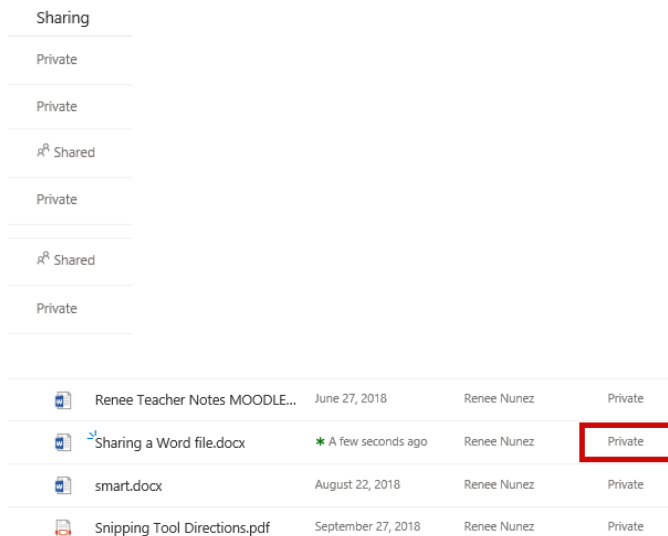 Sharing
Private
Private
Shared
Private
Shared
Private
Renee Teacher Notes MOODLE... June 27, 2018 Renee Nunez Private
Sharing a Word file.docx A few seconds ago Renee Nunez Private
smart.docx August 22, 2018 Renee Nunez Private
Snipping Tool Directions.pdf September 27, 2018 Renee Nunez Private